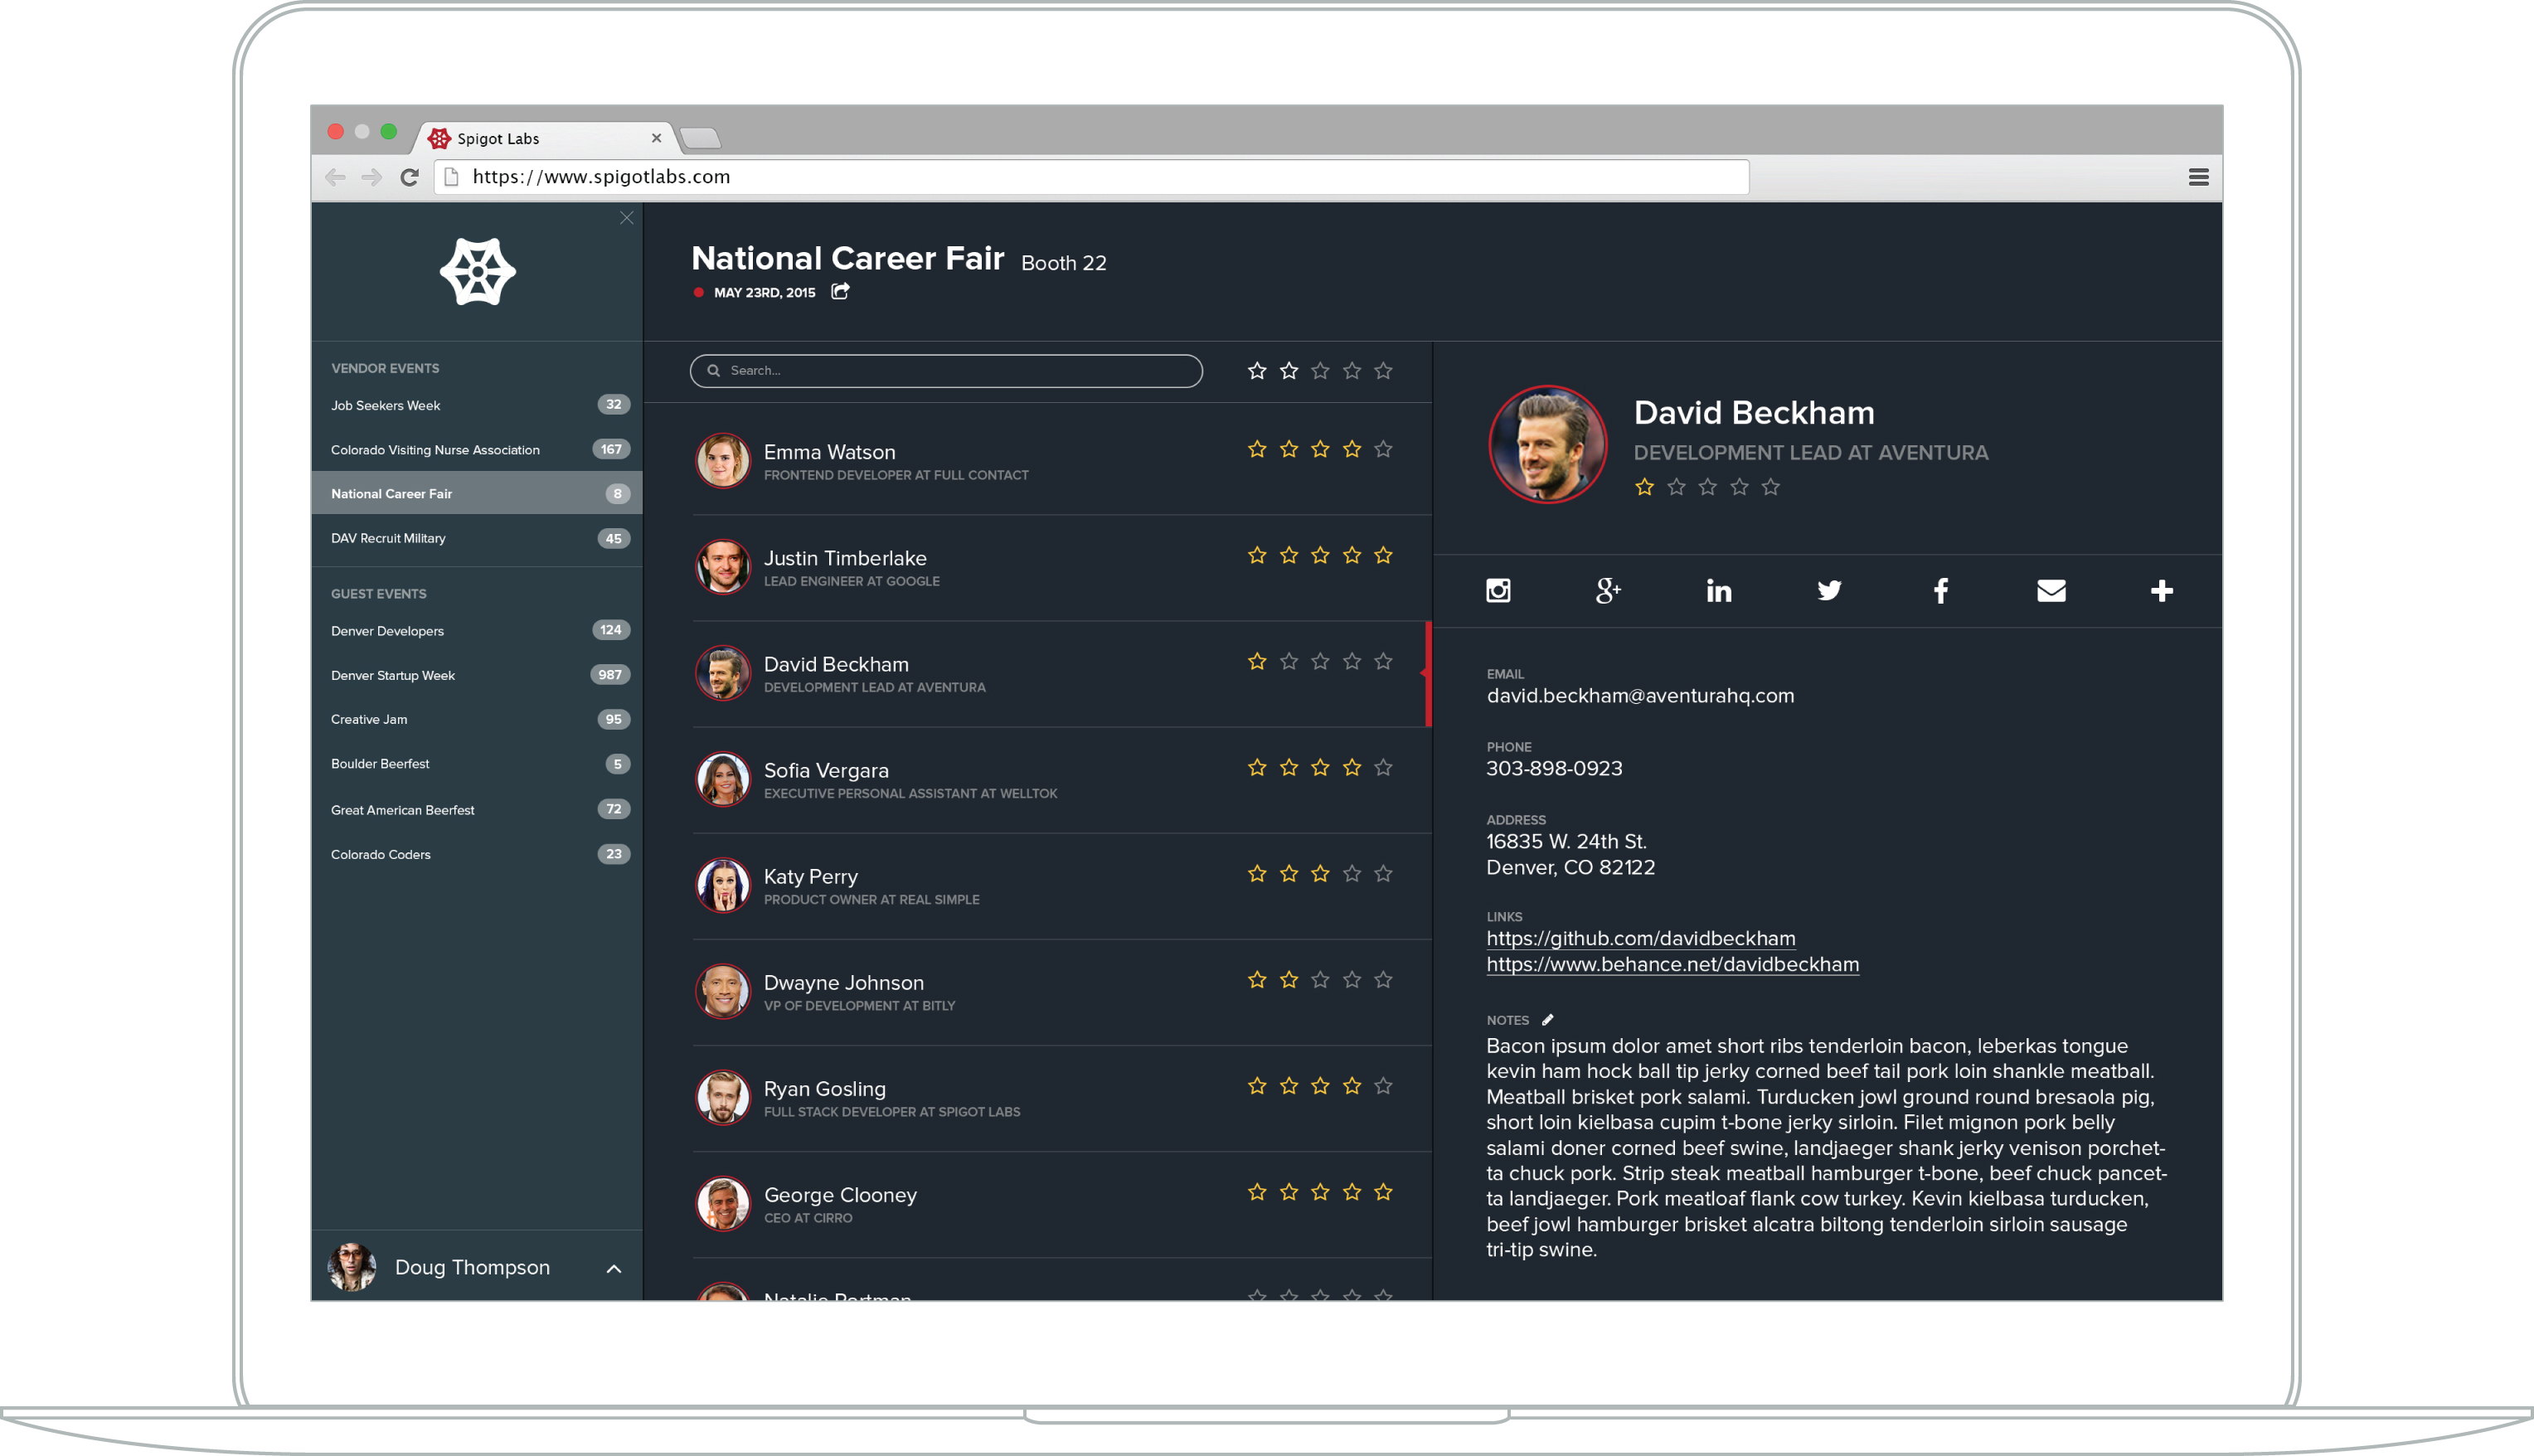 Spigot Labs
https://www.spigotlabs.com
National Career Fair Booth 22
MAY 23RD, 2015
VENDOR EVENTS
Job Seekers Week 32
Colorado Visiting Nurse Association 167
National Career Fair 8
DAV Recruit Military 45
GUEST EVENTS
Denver Developers 124
Denver Startup Week 987
Creative Jam 95
Boulder Beerfest 5
Great American Beerfest 72
Colorado Coders 23
Doug Thompson
Search...
Emma Watson
FRONTEND DEVELOPER AT FULL CONTACT
Justin Timberlake
LEAD ENGINEER AT GOOGLE
David Beckham
DEVELOPMENT LEAD AT AVENTURA
Sofia Vergara
EXECUTIVE PERSONAL ASSISTANT AT WELLTOK
Katy Perry
PRODUCT OWNER AT REAL SIMPLE
Dwayne Johnson
VP OF DEVELOPMENT AT BITLY
Ryan Gosling
FULL STACK DEVELOPER AT SPIGOT LABS
George Clooney
CEO AT CIRRO
Natalie Portman
David Beckham
DEVELOPMENT LEAD AT AVENTURA
EMAIL
david.beckham@aventurahq.com
PHONE
303-898-0923
ADDRESS
16835 W. 24th St.
Denver, CO 82122
LINKS
https://github.com/davidbeckham
https://www.behance.net/davidbeckham
NOTES
Bacon ipsum dolor amet short ribs tenderloin bacon, leberkas tongue
kevin ham hock ball tip jerky corned beef tail pork loin shankle meatball.
Meatball brisket pork salami. Turducken jowl ground round bresaola pig,
short loin kielbasa cupim t-bone jerky sirloin. Filet mignon pork belly
salami doner corned beef swine, landjaeger shank jerky venison porchet-
ta chuck pork. Strip steak meatball hamburger t-bone, beef chuck pancet-
ta landjaeger. Pork meatloaf flank cow turkey. Kevin kielbasa turducken,
beef jowl hamburger brisket alcatra biltong tenderloin sirloin sausage
tri-tip swine.